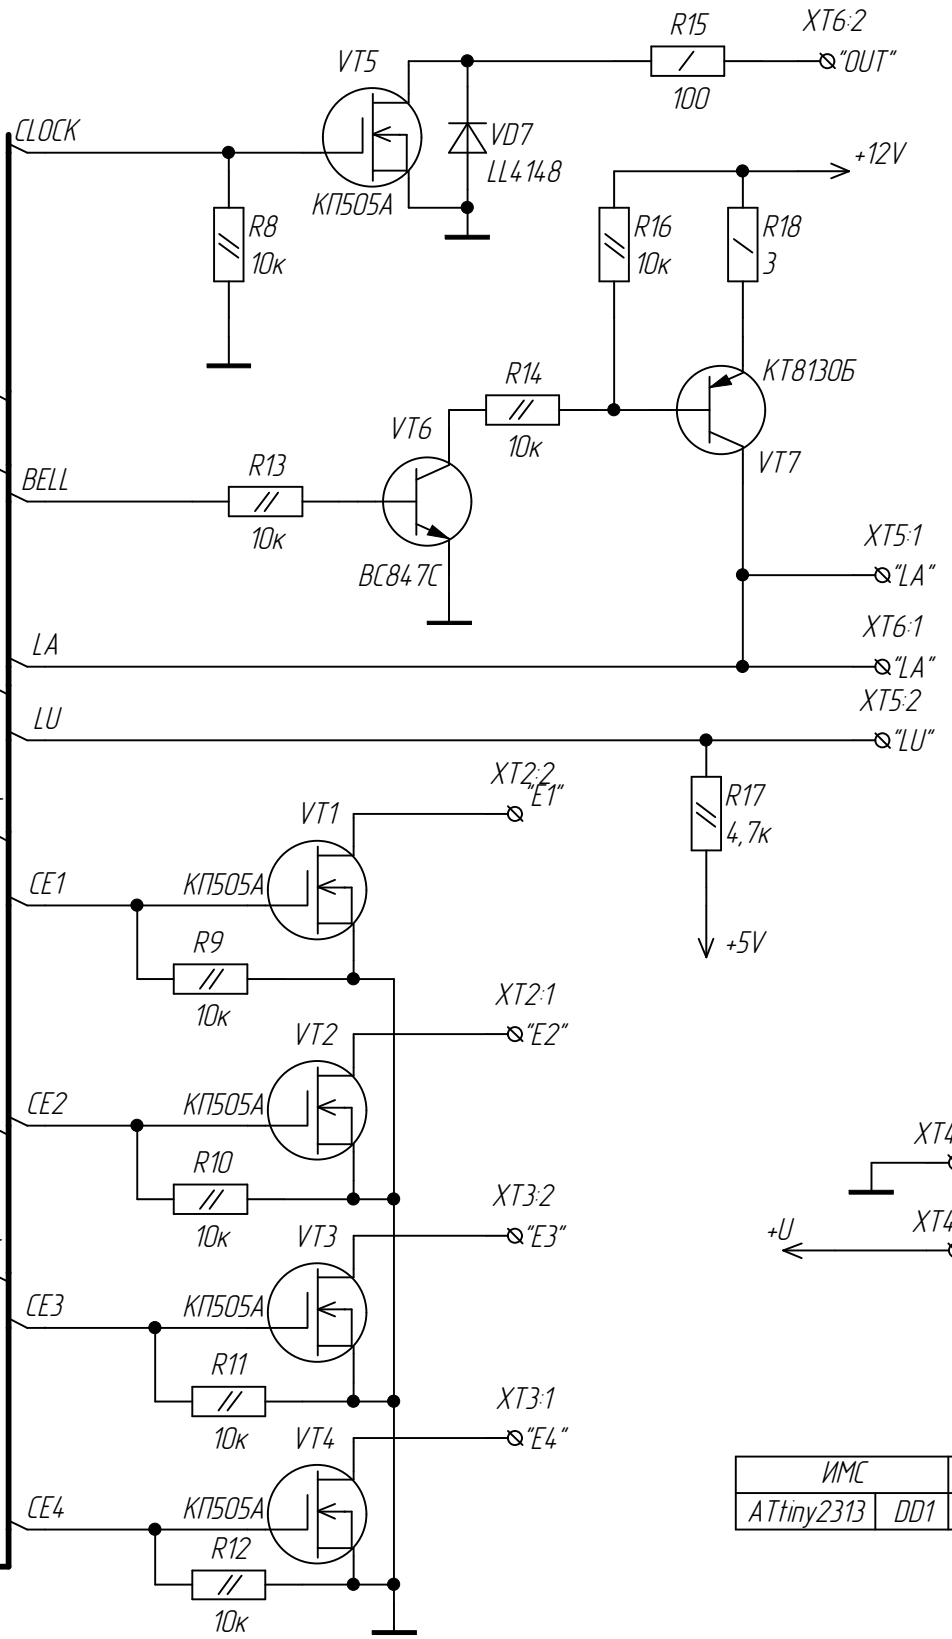 R15
XT6:2
"OUT"
100
VT5
CLOCK
VD7
LL4148
КП505А
+12V
R8
10к
R16
10к
R18
3
R14
10к
КТ8130Б
VT6
VT7
BELL
R13
10к
BC847C
XT5:1
"LA"
LA
XT6:1
"LA"
LU
XT5:2
"LU"
XT2:2
"E1"
VT1
R17
4,7к
CE1
КП505А
R9
10к
+5V
XT2:1
"E2"
VT2
CE2
КП505А
R10
10к
XT4
XT3:2
"E3"
VT3
+U
XT4
CE3
КП505А
R11
10к
XT3:1
"E4"
VT4
CE4
КП505А
R12
10к
ИМС
ATtiny2313 DD1